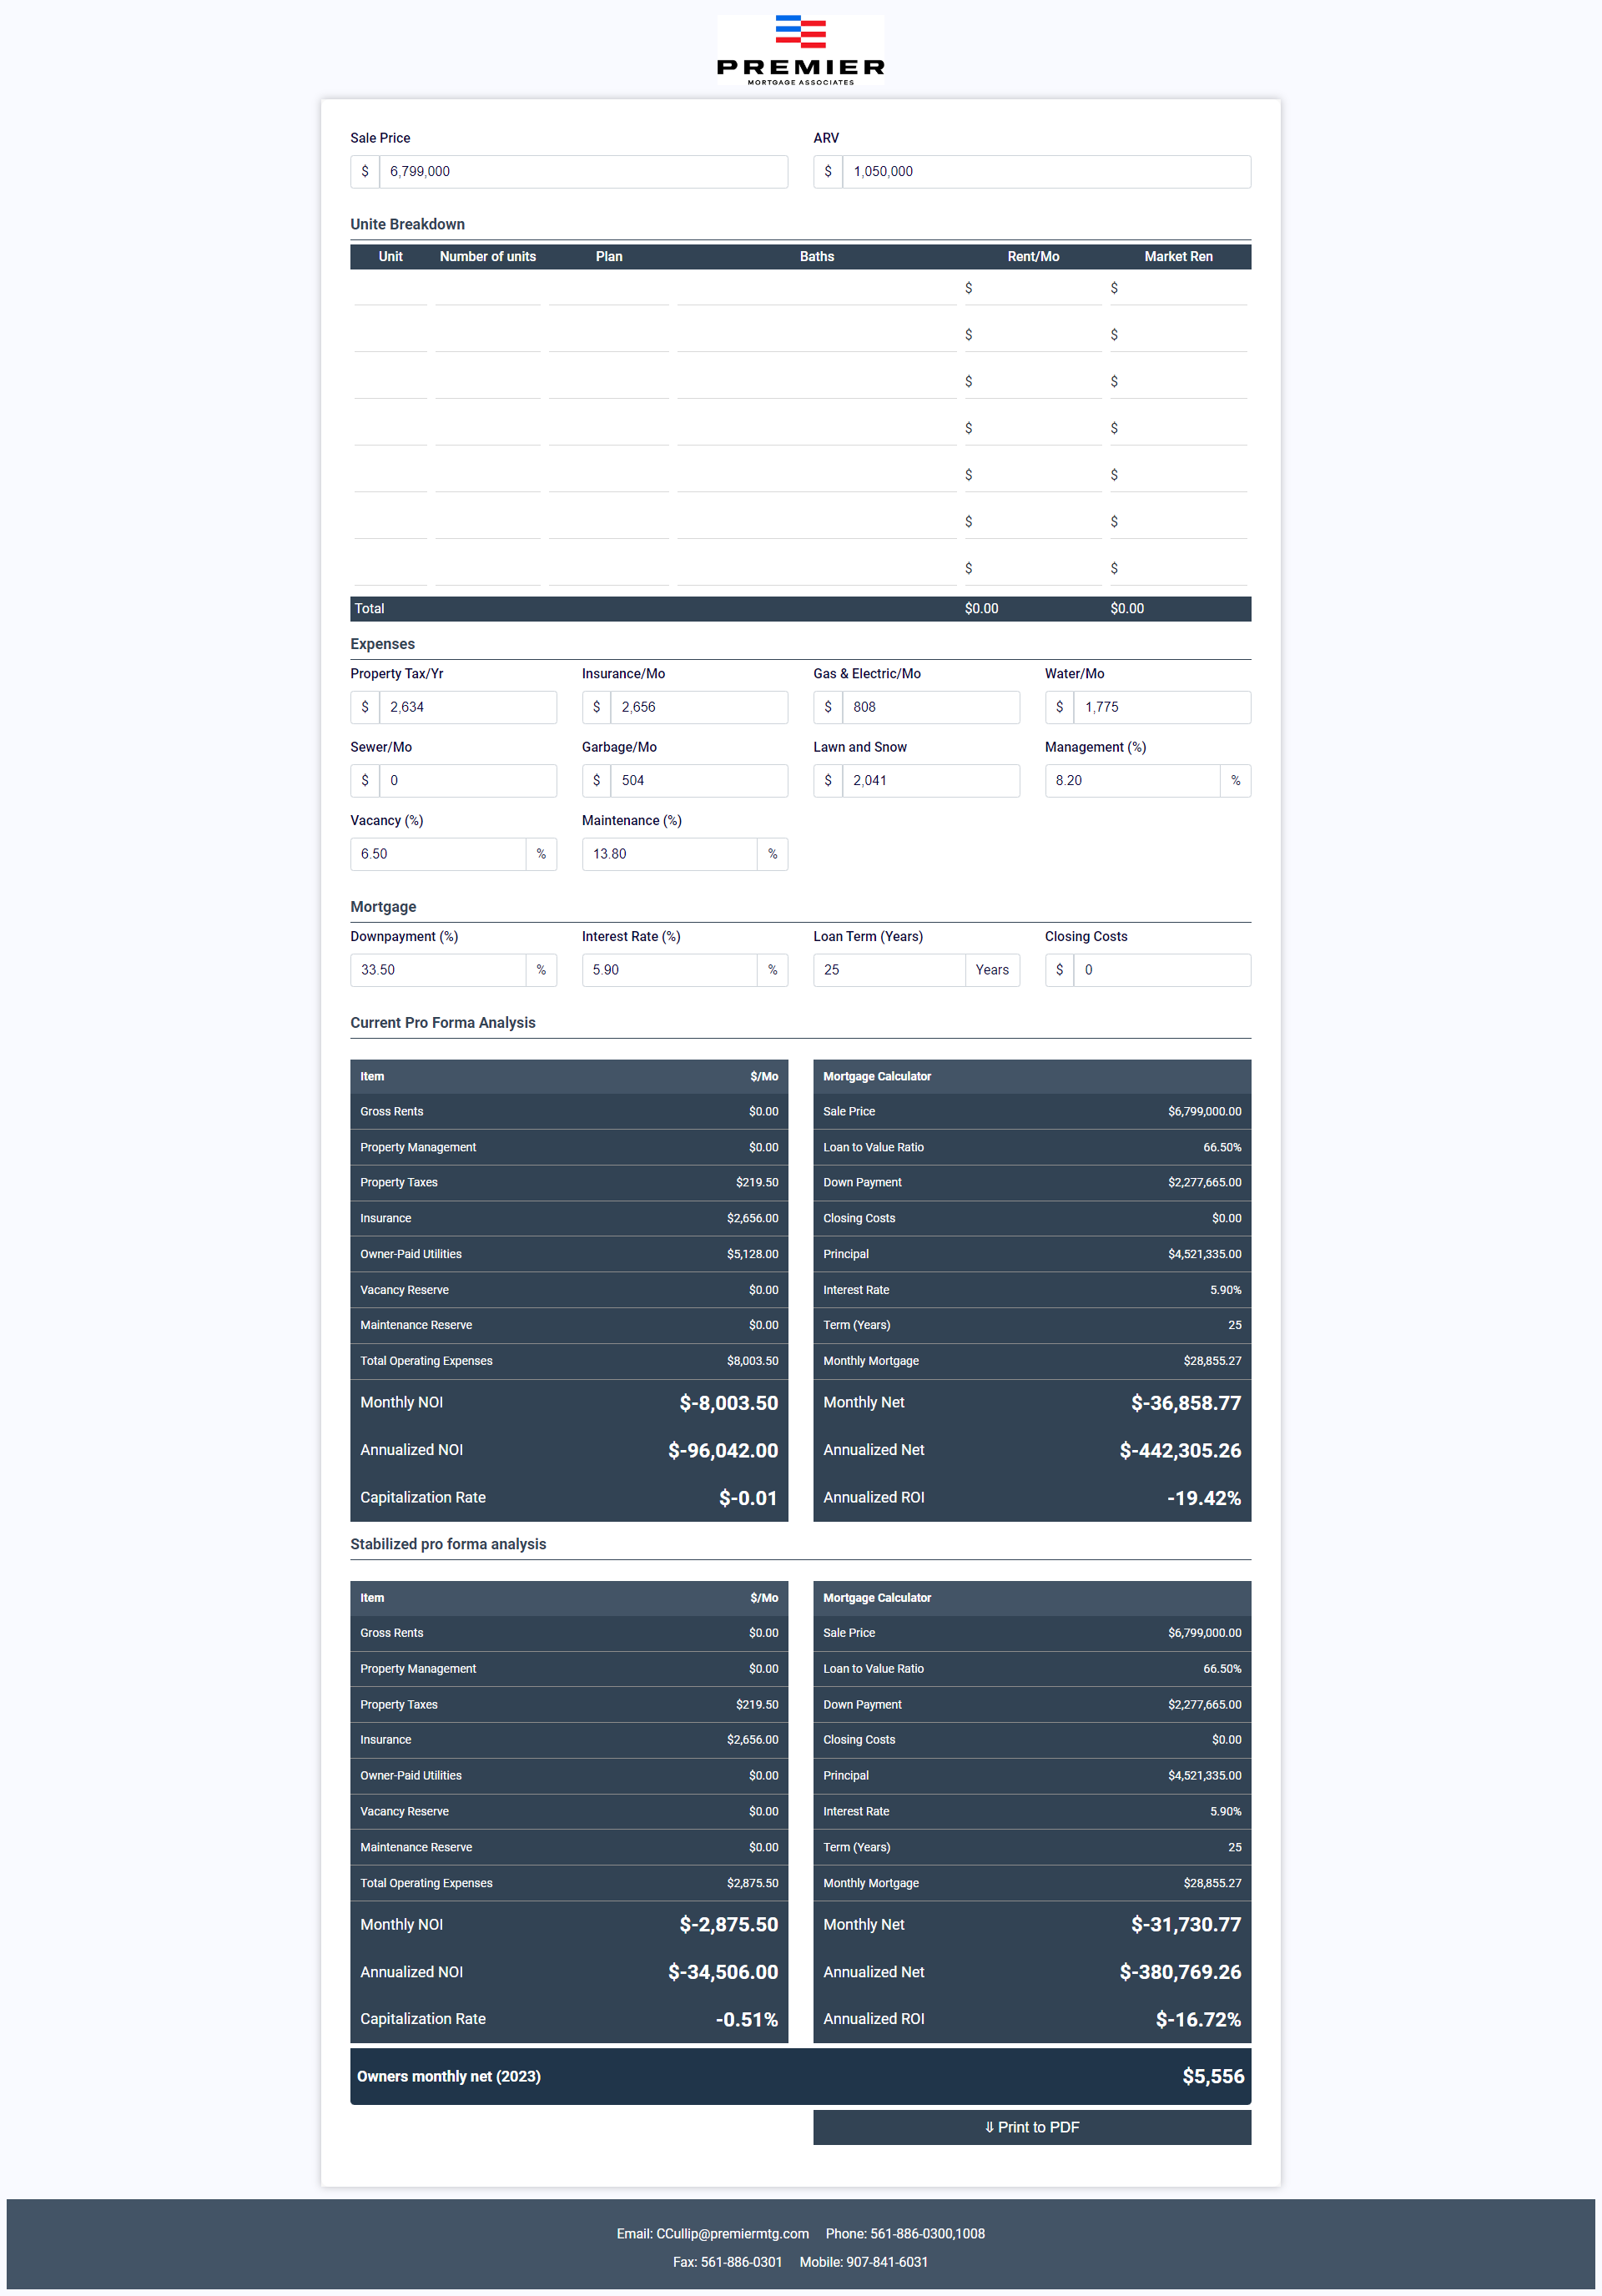 PREMIER
MORTGAGE ASSOCIATES
Sale Price ARV
$ 6,799,000 $ 1,050,000
Unite Breakdown
Unit Number of units Plan Baths Rent/Mo Market Ren
$ $
$ $
$ $
$ $
$ $
$ $
$ $
Total $0.00 $0.00
Expenses
Property Tax/Yr Insurance/Mo Gas & Electric/Mo Water/Mo
$ 2,634 $ 2,656 $ 808 $ 1,775
Sewer/Mo Garbage/Mo Lawn and Snow Management (%)
$ 0 $ 504 $ 2,041 8.20 %
Vacancy (%) Maintenance (%)
6.50 % 13.80 %
Mortgage
Downpayment (%) Interest Rate (%) Loan Term (Years) Closing Costs
33.50 % 5.90 % 25 Years $ 0
Current Pro Forma Analysis
Item $/Mo Mortgage Calculator
Gross Rents $0.00 Sale Price $6,799,000.00
Property Management $0.00 Loan to Value Ratio 66.50%
Property Taxes $219.50 Down Payment $2,277,665.00
Insurance $2,656.00 Closing Costs $0.00
Owner-Paid Utilities $5,128.00 Principal $4,521,335.00
Vacancy Reserve $0.00 Interest Rate 5.90%
Maintenance Reserve $0.00 Term (Years) 25
Total Operating Expenses $8,003.50 Monthly Mortgage $28,855.27
Monthly NOI $-8,003.50 Monthly Net $-36,858.77
Annualized NOI $-96,042.00 Annualized Net $-442,305.26
Capitalization Rate $-0.01 Annualized ROI -19.42%
Stabilized pro forma analysis
Item $/Mo Mortgage Calculator
Gross Rents $0.00 Sale Price $6,799,000.00
Property Management $0.00 Loan to Value Ratio 66.50%
Property Taxes $219.50 Down Payment $2,277,665.00
Insurance $2,656.00 Closing Costs $0.00
Owner-Paid Utilities $0.00 Principal $4,521,335.00
Vacancy Reserve $0.00 Interest Rate 5.90%
Maintenance Reserve $0.00 Term (Years) 25
Total Operating Expenses $2,875.50 Monthly Mortgage $28,855.27
Monthly NOI $-2,875.50 Monthly Net $-31,730.77
Annualized NOI $-34,506.00 Annualized Net $-380,769.26
Capitalization Rate -0.51% Annualized ROI $-16.72%
Owners monthly net (2023) $5,556
⇓ Print to PDF
Email: CCullip@premiermtg.com Phone: 561-886-0300,1008
Fax: 561-886-0301 Mobile: 907-841-6031